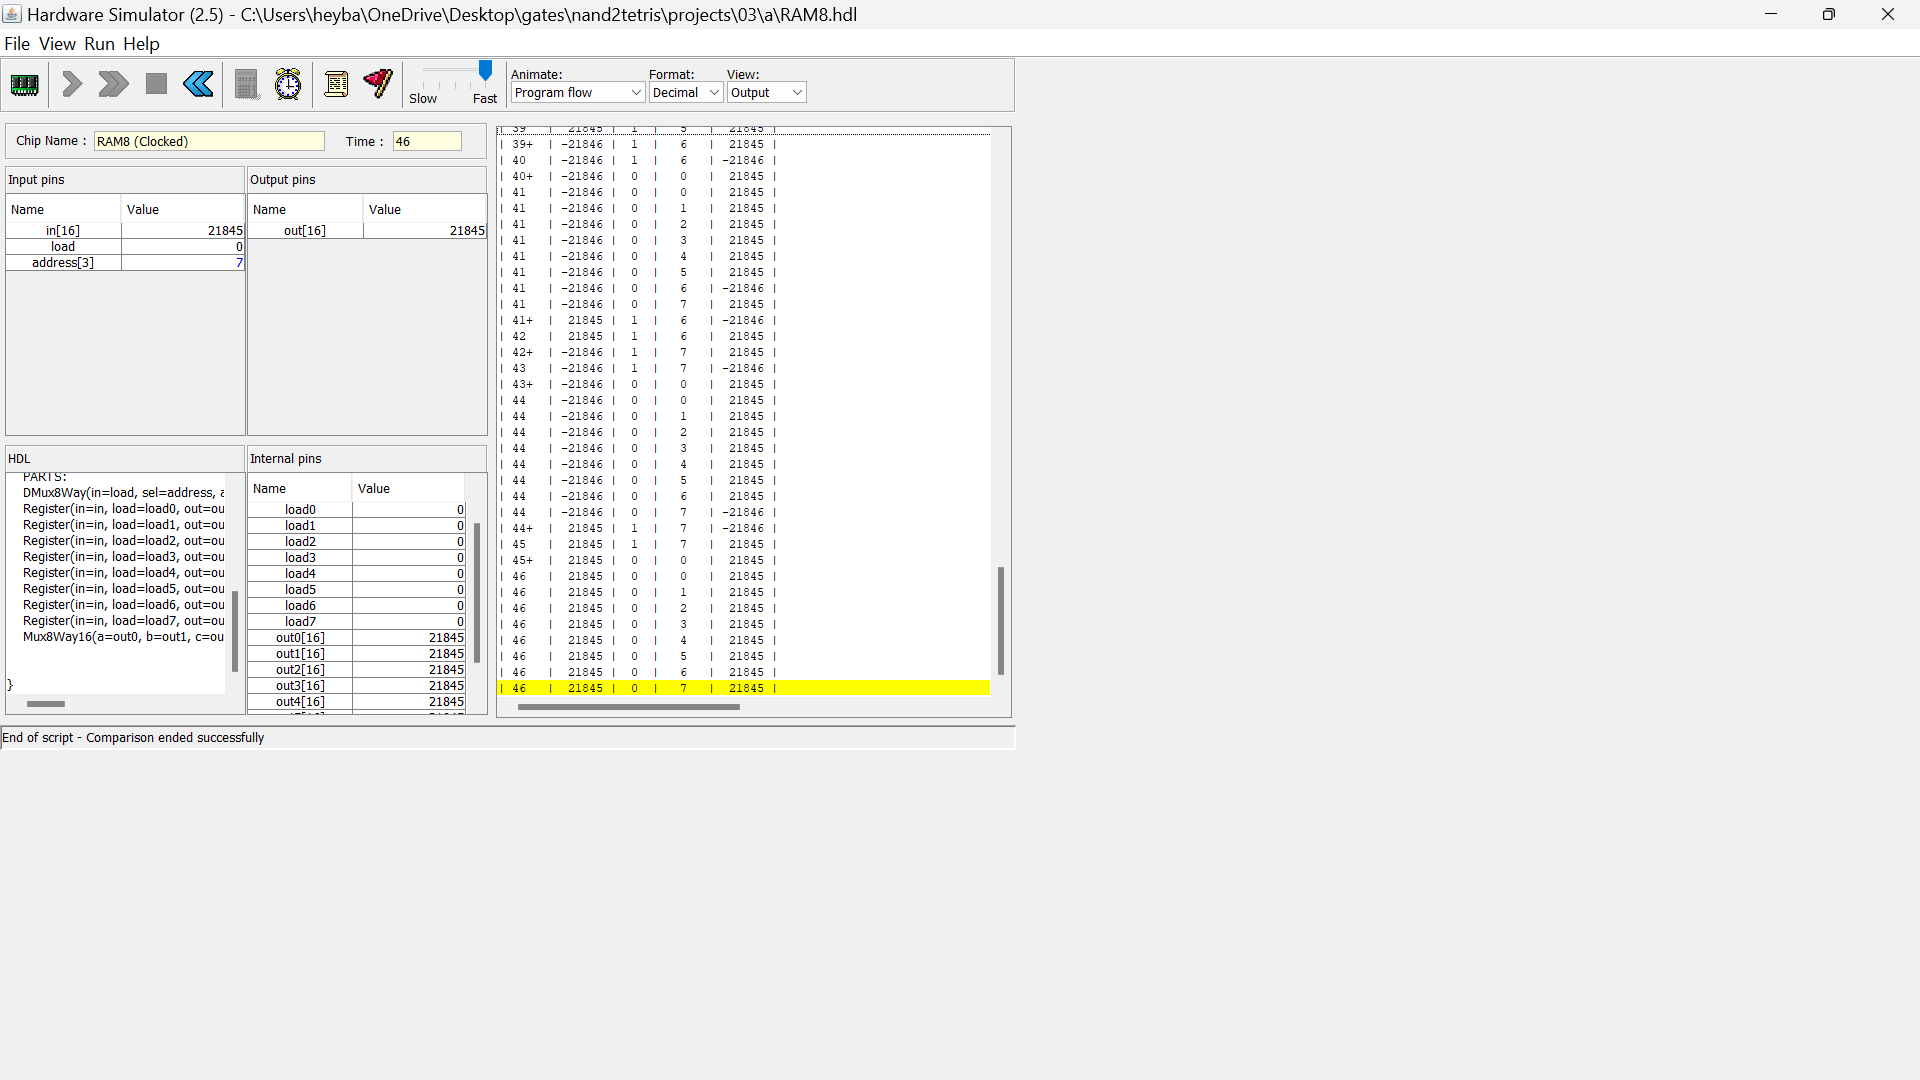 Hardware Simulator (2.5) - C:\Users\heyba\OneDrive\Desktop\gates\nand2tetris\projects\03\a\RAM8.hdl
File View Run Help
Slow Fast
Animate: Format: View:
Program flow Decimal Output
Chip Name : RAM8 (Clocked) Time : 46
Input pins
Name Value
in[16] 21845
load 0
address[3] 7
Output pins
Name Value
out[16] 21845
HDL
PARTS:
DMux8Way(in=load, sel=address,
Register(in=in, load=load0, out=ou
Register(in=in, load=load1, out=ou
Register(in=in, load=load2, out=ou
Register(in=in, load=load3, out=ou
Register(in=in, load=load4, out=ou
Register(in=in, load=load5, out=ou
Register(in=in, load=load6, out=ou
Register(in=in, load=load7, out=ou
Mux8Way16(a=out0, b=out1, c=ou
}
Internal pins
Name Value
load0 0
load1 0
load2 0
load3 0
load4 0
load5 0
load6 0
load7 0
out0[16] 21845
out1[16] 21845
out2[16] 21845
out3[16] 21845
out4[16] 21845
| 39 | 21845 | 1 | 5 | 21845 |
| 39+ | -21846 | 1 | 6 | 21845 |
| 40 | -21846 | 1 | 6 | -21846 |
| 40+ | -21846 | 0 | 0 | 21845 |
| 41 | -21846 | 0 | 0 | 21845 |
| 41 | -21846 | 0 | 1 | 21845 |
| 41 | -21846 | 0 | 2 | 21845 |
| 41 | -21846 | 0 | 3 | 21845 |
| 41 | -21846 | 0 | 4 | 21845 |
| 41 | -21846 | 0 | 5 | 21845 |
| 41 | -21846 | 0 | 6 | -21846 |
| 41 | -21846 | 0 | 7 | 21845 |
| 41+ | 21845 | 1 | 6 | -21846 |
| 42 | 21845 | 1 | 6 | 21845 |
| 42+ | -21846 | 1 | 7 | 21845 |
| 43 | -21846 | 1 | 7 | -21846 |
| 43+ | -21846 | 0 | 0 | 21845 |
| 44 | -21846 | 0 | 0 | 21845 |
| 44 | -21846 | 0 | 1 | 21845 |
| 44 | -21846 | 0 | 2 | 21845 |
| 44 | -21846 | 0 | 3 | 21845 |
| 44 | -21846 | 0 | 4 | 21845 |
| 44 | -21846 | 0 | 5 | 21845 |
| 44 | -21846 | 0 | 6 | 21845 |
| 44 | -21846 | 0 | 7 | -21846 |
| 44+ | 21845 | 1 | 7 | -21846 |
| 45 | 21845 | 1 | 7 | 21845 |
| 45+ | 21845 | 0 | 0 | 21845 |
| 46 | 21845 | 0 | 0 | 21845 |
| 46 | 21845 | 0 | 1 | 21845 |
| 46 | 21845 | 0 | 2 | 21845 |
| 46 | 21845 | 0 | 3 | 21845 |
| 46 | 21845 | 0 | 4 | 21845 |
| 46 | 21845 | 0 | 5 | 21845 |
| 46 | 21845 | 0 | 6 | 21845 |
| 46 | 21845 | 0 | 7 | 21845 |
End of script - Comparison ended successfully